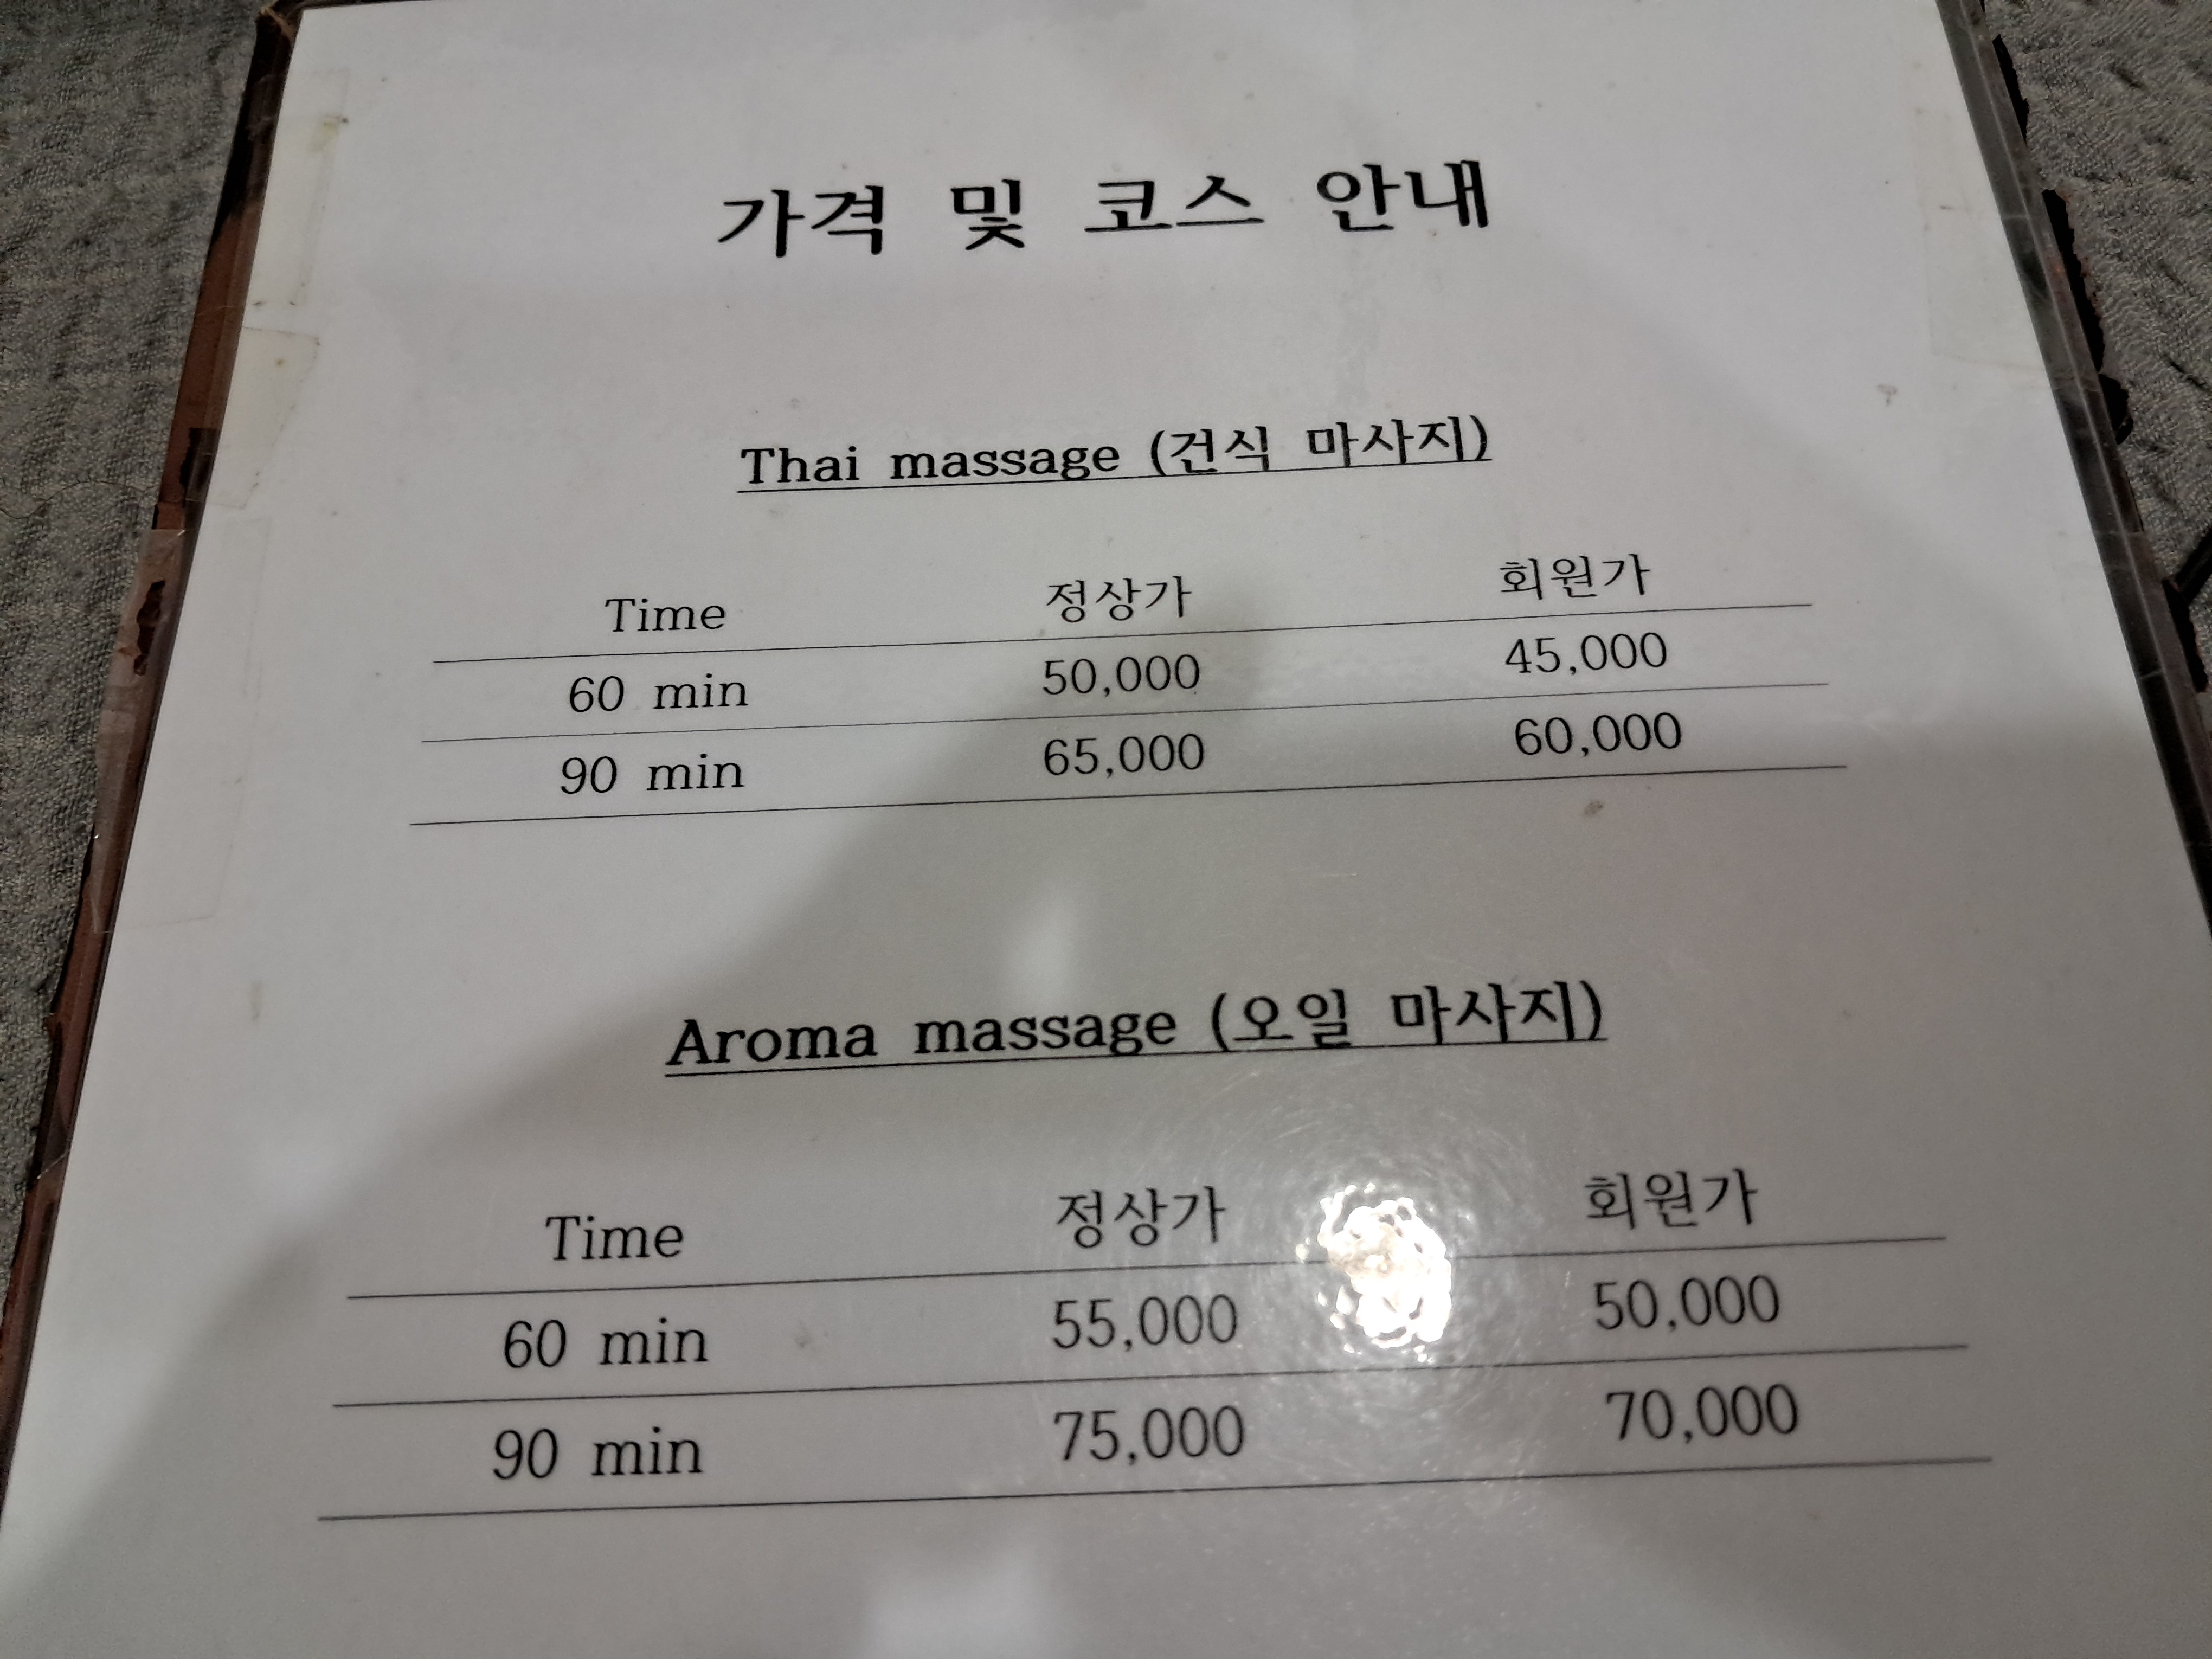 가격 및 코스 안내
Thai massage (건식 마사지)
Time 정상가 회원가
60 min 50,000 45,000
90 min 65,000 60,000
Aroma massage (오일 마사지)
Time 정상가 회원가
60 min 55,000 50,000
90 min 75,000 70,000